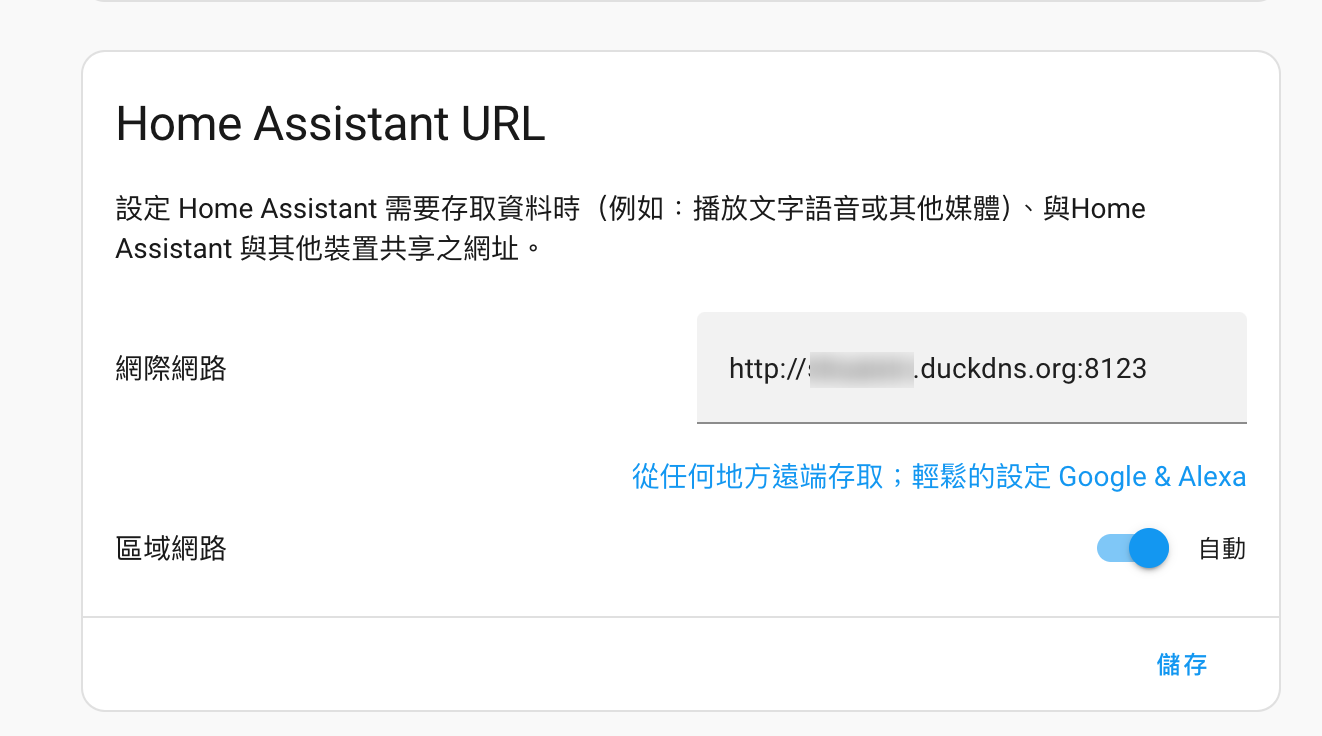 Home Assistant URL
設定 Home Assistant 需要存取資料時（例如：播放文字語音或其他媒體）、與Home
Assistant 與其他裝置共享之網址。
網際網路
http://.duckdns.org:8123
從任何地方遠端存取；輕鬆的設定 Google & Alexa
區域網路
自動
儲存